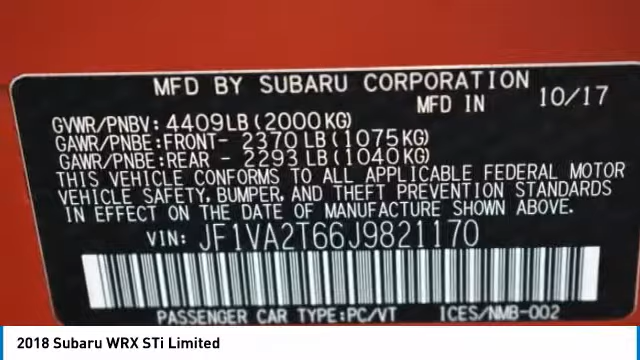 MFD BY SUBARU CORPORATION
MFD IN 10/17
GVWR/PNBV: 4409LB(2000KG)
GAWR/PNBE:FRONT- 2370 LB(1075KG)
GAWR/PNBE:REAR - 2293 LB(1040KG)
THIS VEHICLE CONFORMS TO ALL APPLICABLE FEDERAL MOTOR
VEHICLE SAFETY, BUMPER, AND THEFT PREVENTION STANDARDS
IN EFFECT ON THE DATE OF MANUFACTURE SHOWN ABOVE.
VIN: JF1VA2T66J9821170
PASSENGER CAR TYPE:PC/VT ICES/NMB-002
2018 Subaru WRX STi Limited